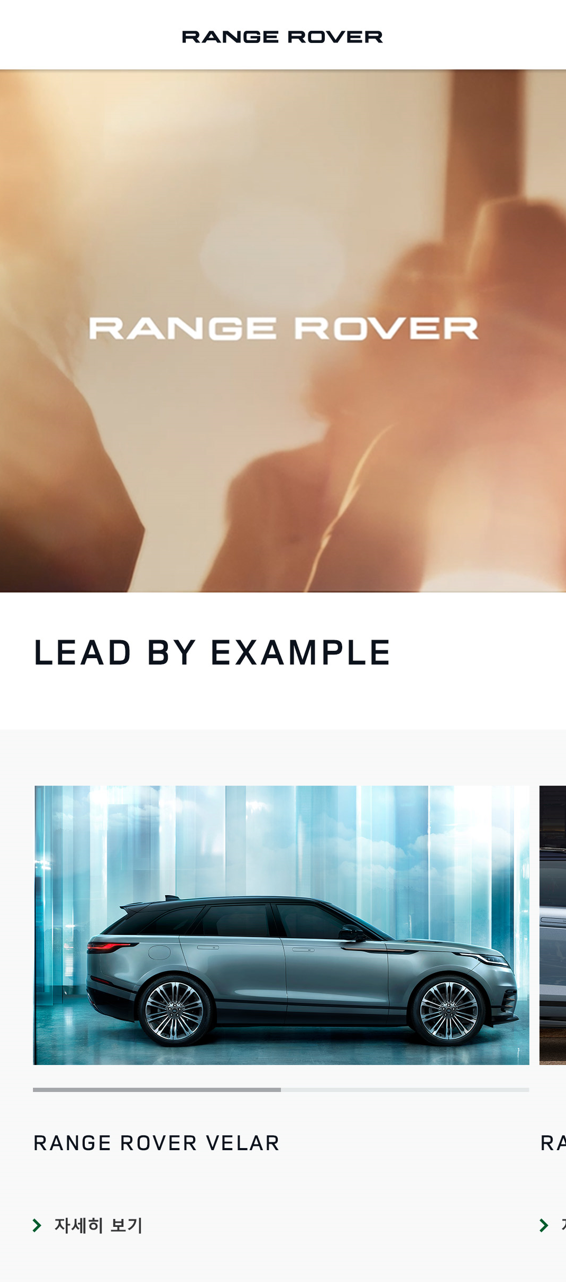 RANGE ROVER
RANGE ROVER
LEAD BY EXAMPLE
RANGE ROVER VELAR
자세히 보기